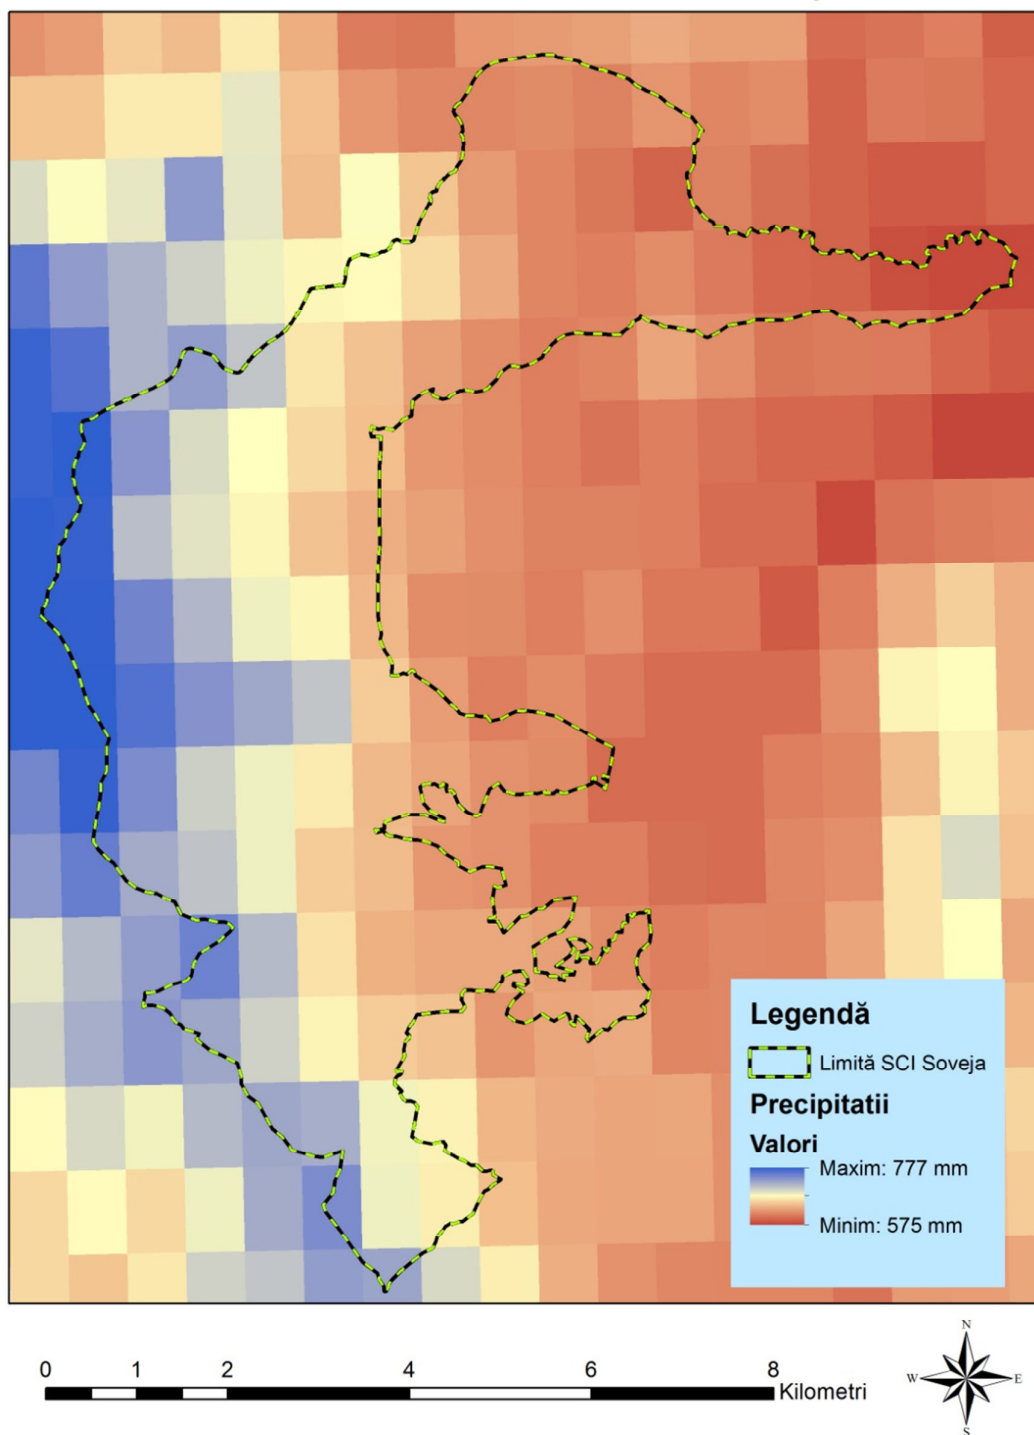 Legendă
Limită SCI Soveja
Precipitatii
Valori
Maxim: 777 mm
Minim: 575 mm
0 1 2 4 6 8
Kilometri
N
W E
S